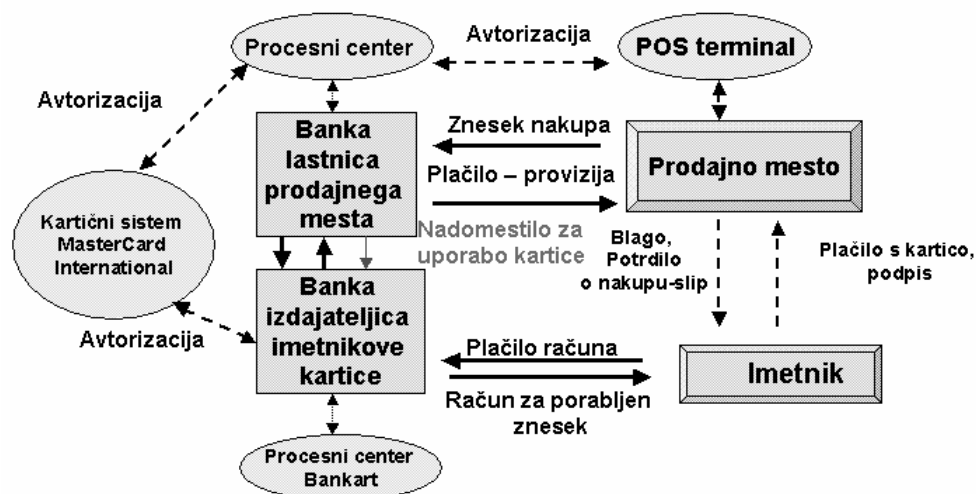 Procesni center
Avtorizacija
POS terminal
Avtorizacija
Banka
lastnica
prodajnega
mesta
Znesek nakupa
Plačilo – provizija
Prodajno mesto
Kartični sistem
MasterCard
International
Nadomestilo za
uporabo kartice
Blago,
Potrdilo
o nakupu-slip
Plačilo s kartico,
podpis
Banka
izdajateljica
imetnikove
kartice
Avtorizacija
Plačilo računa
Imetnik
Račun za porabljen
znesek
Procesni center
Bankart